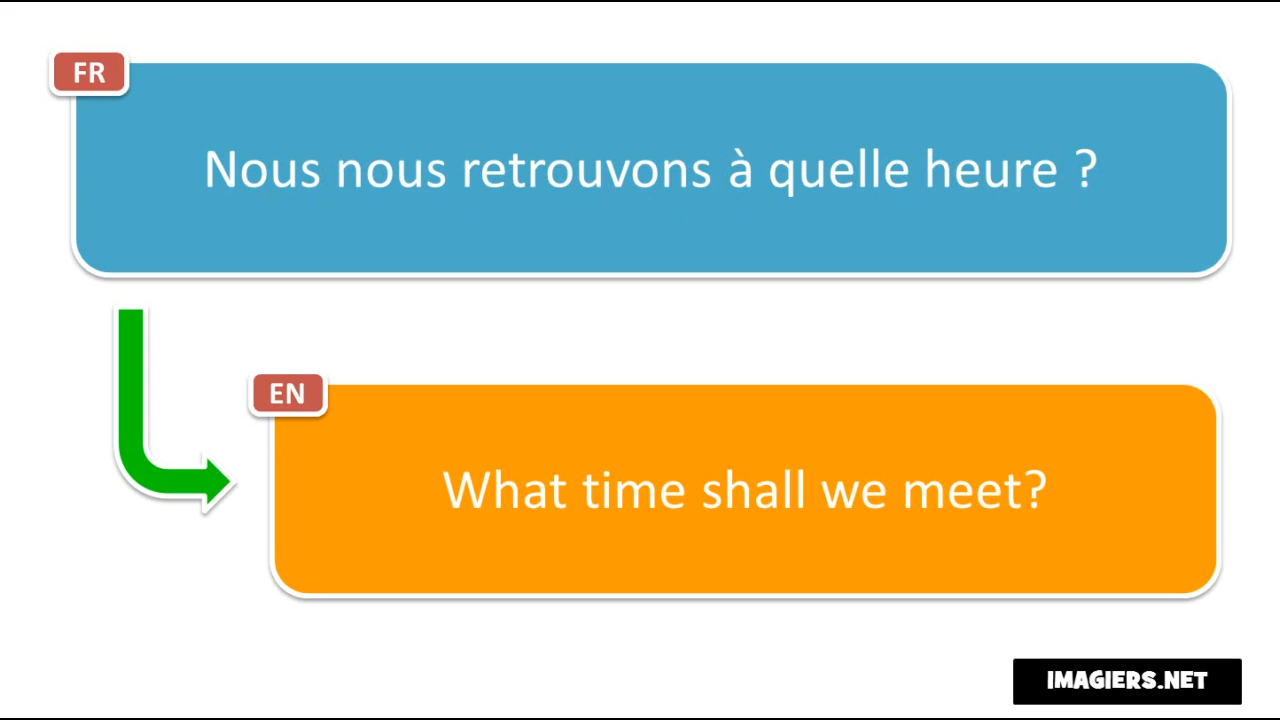 FR
Nous nous retrouvons à quelle heure ?
EN
What time shall we meet?
IMAGIERS.NET